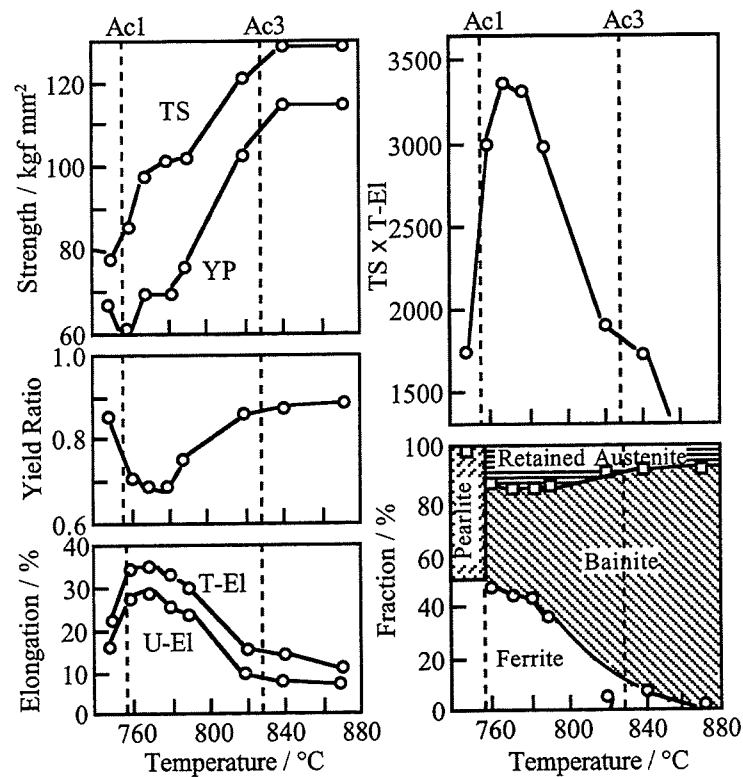 Ac1
Ac3
120
100
80
60
Strength / kgf mm²
TS
YP
1.0
0.8
0.6
Yield Ratio
40
30
20
10
0
Elongation / %
T-El
U-El
760
800
840
880
Temperature / °C
Ac1
Ac3
3500
3000
2500
2000
1500
TS x T-El
100
80
60
40
20
0
Fraction / %
Retained Austenite
Pearlite
Bainite
Ferrite
760
800
840
880
Temperature / °C